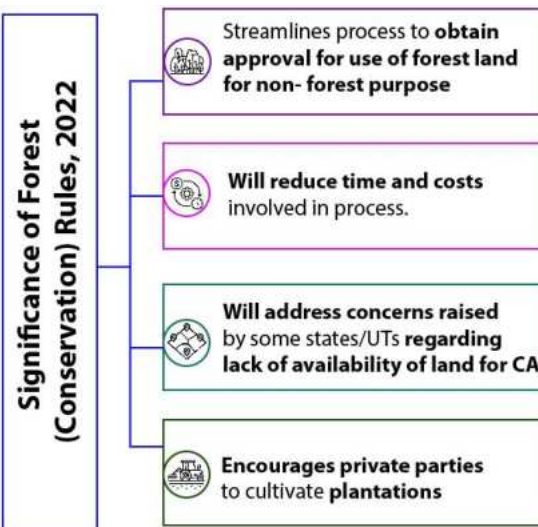 Significance of Forest
(Conservation) Rules, 2022
Streamlines process to obtain
approval for use of forest land
for non- forest purpose
Will reduce time and costs
involved in process.
Will address concerns raised
by some states/UTs regarding
lack of availability of land for CA
Encourages private parties
to cultivate plantations